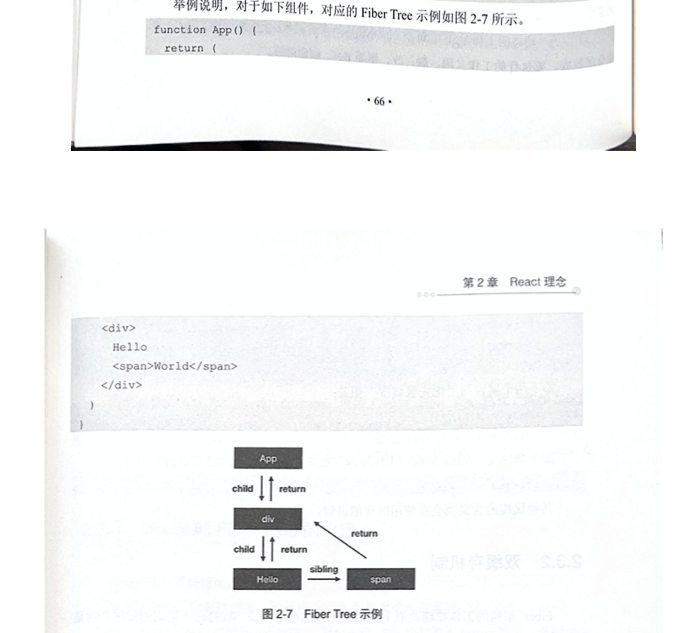 举例说明，对于如下组件，对应的 Fiber Tree 示例如图 2-7 所示。
function App() {
return (
• 66 •
第 2 章 React 理念
<div>
Hello
<span>World</span>
</div>
)
}
App
child return
div
return
child return
sibling
Hello span
图 2-7 Fiber Tree 示例
2.3.2 双缓存机制